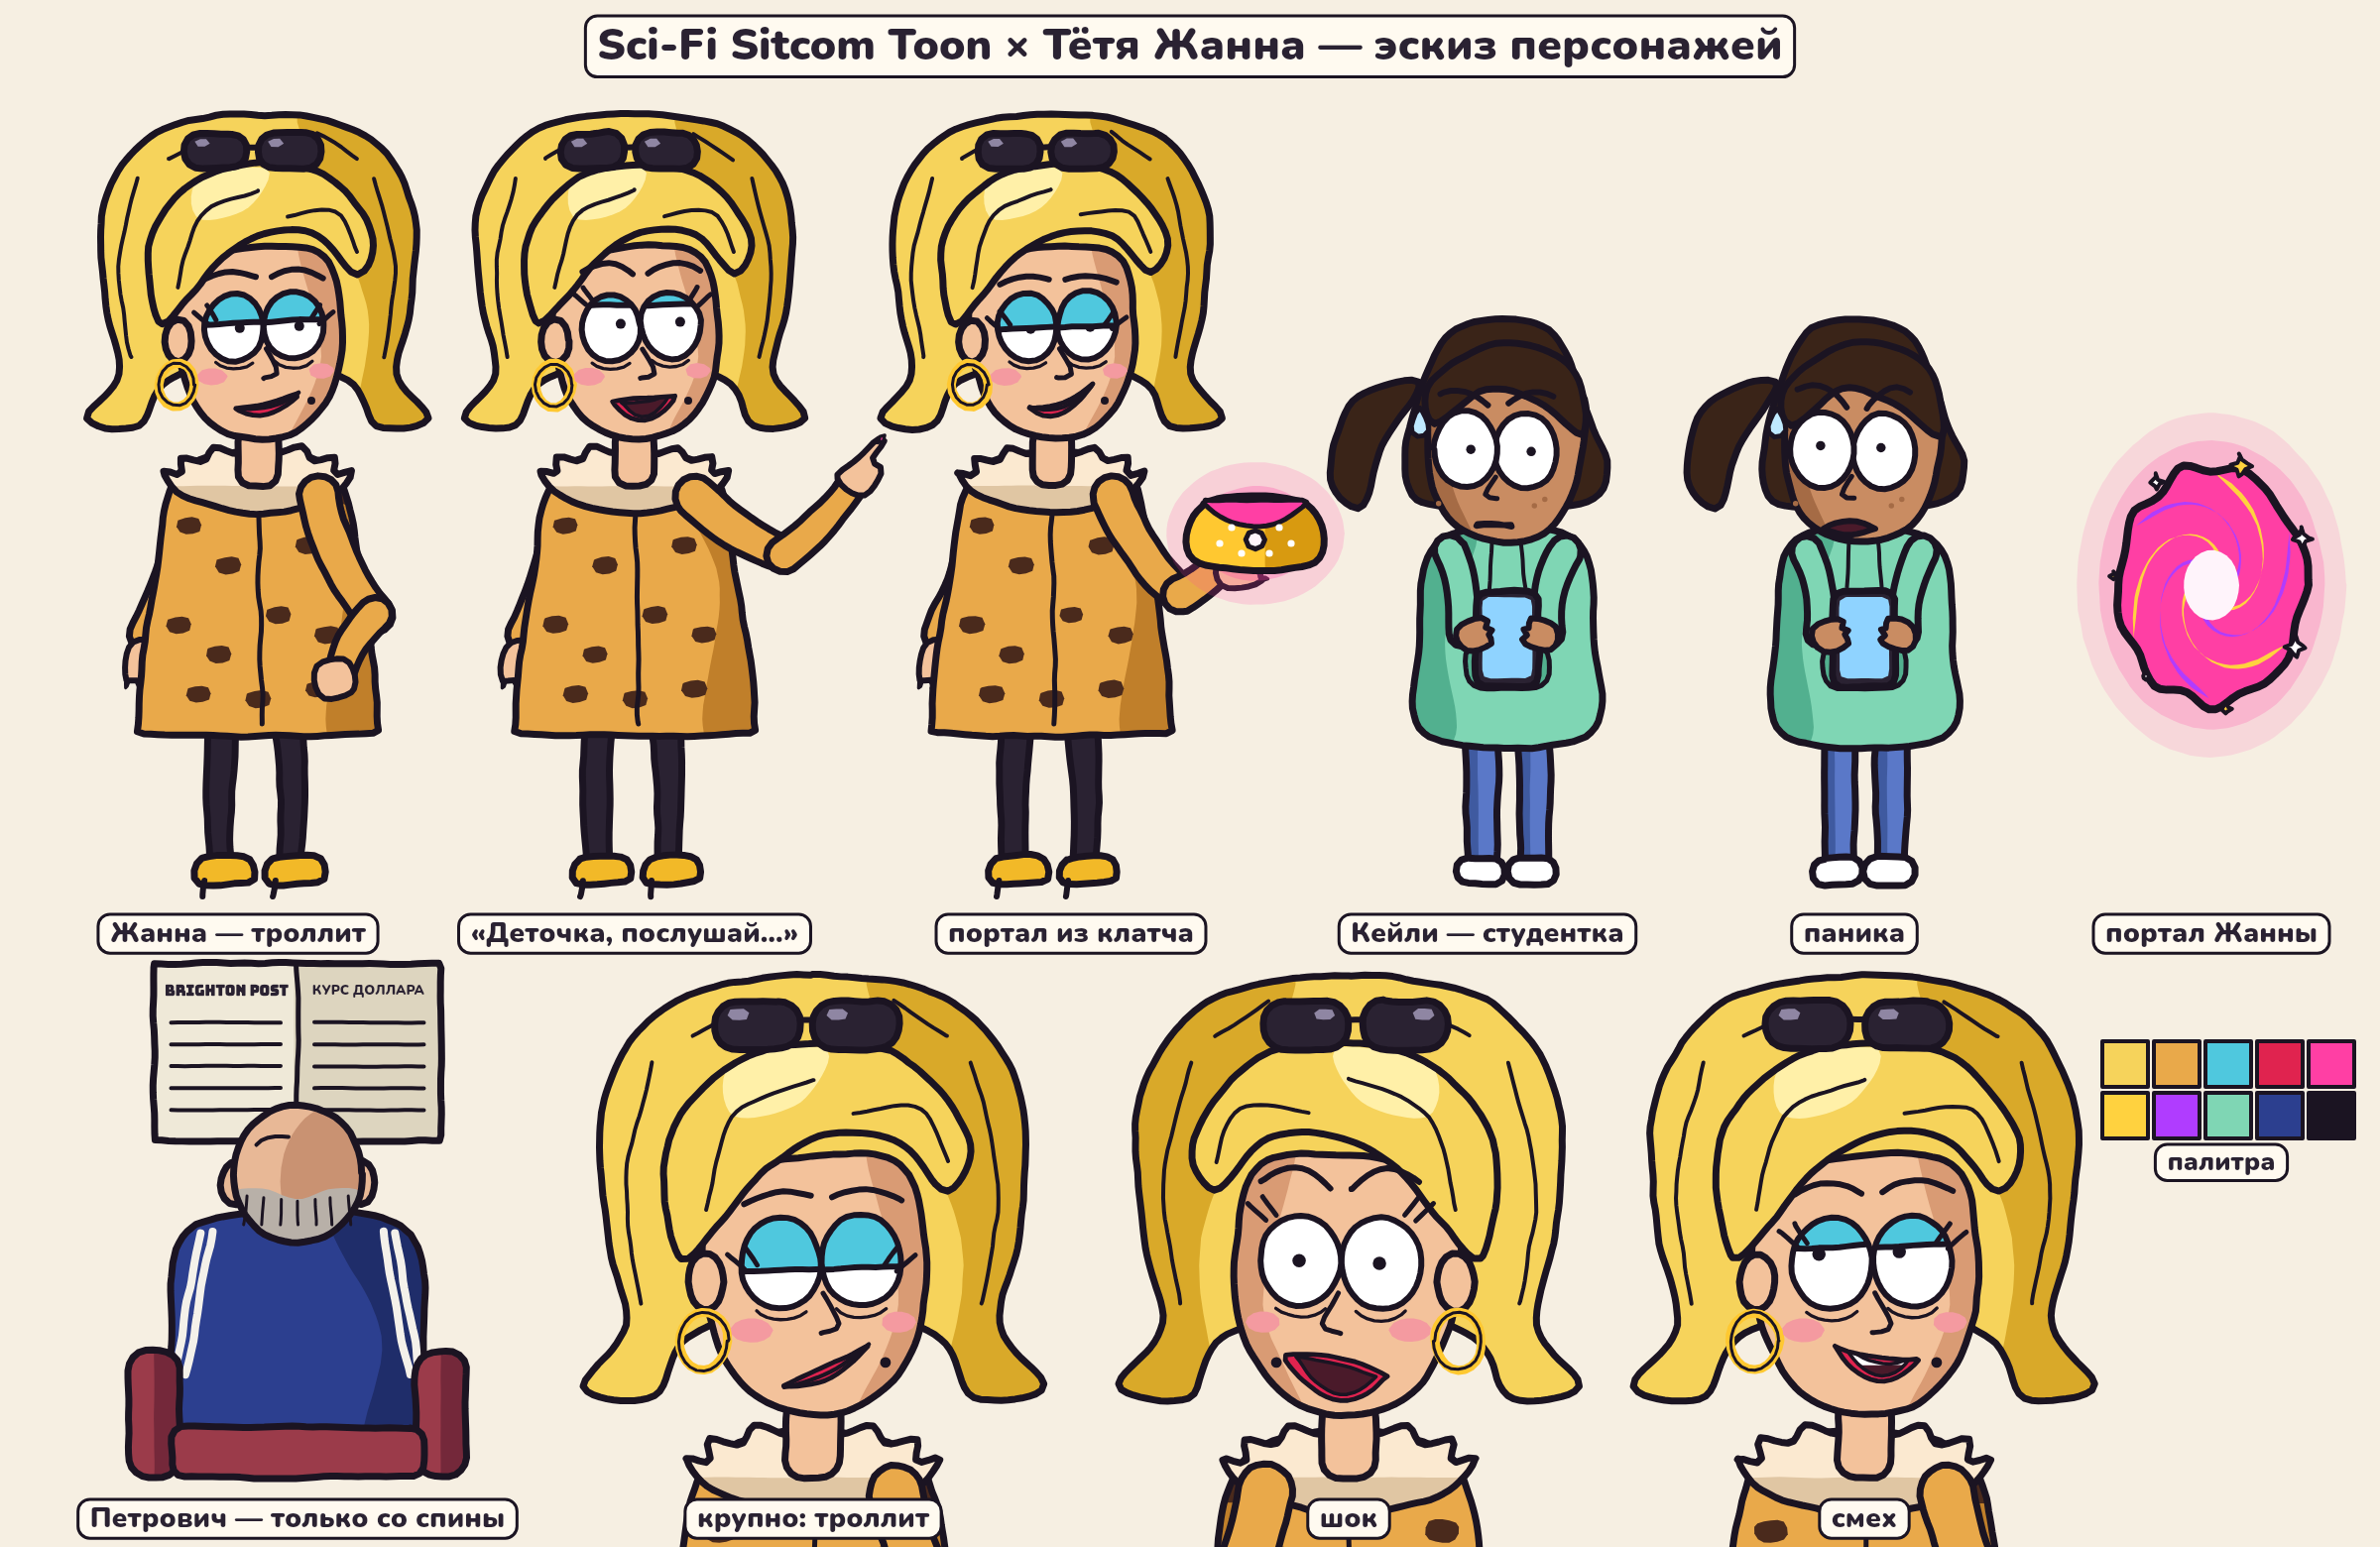 Sci-Fi Sitcom Toon × Тётя Жанна — эскиз персонажей
Жанна — троллит
«Деточка, послушай...»
портал из клатча
Кейли — студентка
паника
портал Жанны
BRIGHTON POST
КУРС ДОЛЛАРА
палитра
Петрович — только со спины
крупно: троллит
шок
смех